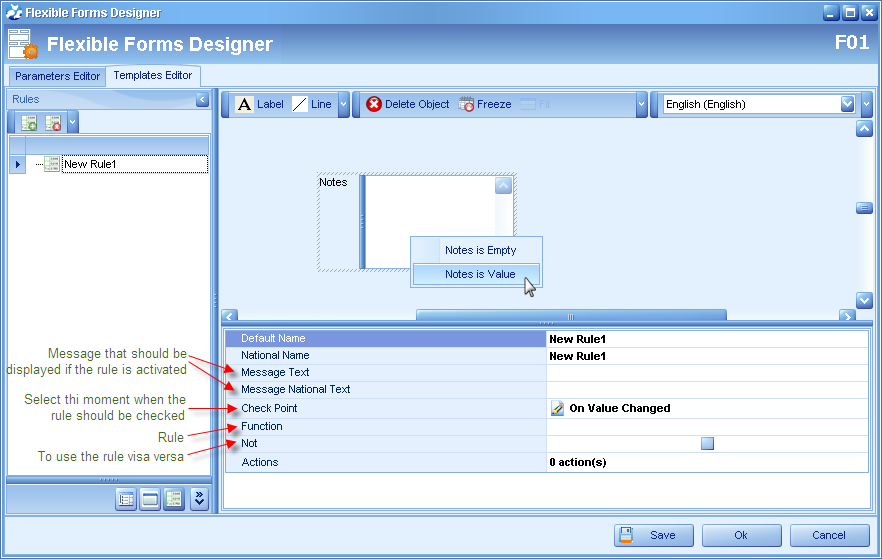 Flexible Forms Designer
Flexible Forms Designer
F01
Parameters Editor
Templates Editor
Rules
A Label
Line
Delete Object
Freeze
Fit
English (English)
New Rule1
Notes
Notes is Empty
Notes is Value
Default Name
New Rule1
National Name
New Rule1
Message that should be
displayed if the rule is activated
Message Text
Message National Text
Select thi moment when the
rule should be checked
Check Point
On Value Changed
Rule
Function
To use the rule visa versa
Not
Actions
0 action(s)
Save
Ok
Cancel